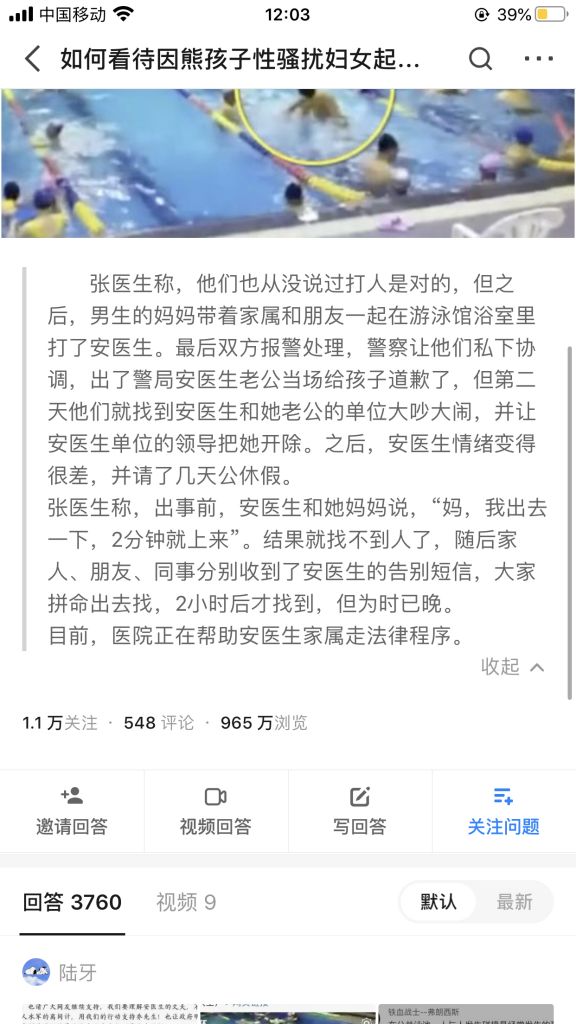 中国移动
12:03
39%
如何看待因熊孩子性骚扰妇女起...
张医生称，他们也从没说过打人是对的，但之
后，男生的妈妈带着家属和朋友一起在游泳馆浴室里
打了安医生。最后双方报警处理，警察让他们私下协
调，出了警局安医生老公当场给孩子道歉了，但第二
天他们就找到安医生和她老公的单位大吵大闹，并让
安医生单位的领导把她开除。之后，安医生情绪变得
很差，并请了几天公休假。
张医生称，出事前，安医生和她妈妈说，“妈，我出去
一下，2分钟就上来”。结果就找不到人了，随后家
人、朋友、同事分别收到了安医生的告别短信，大家
拼命出去找，2小时后才找到，但为时已晚。
目前，医院正在帮助安医生家属走法律程序。
收起
1.1 万关注 · 548 评论 · 965 万浏览
邀请回答
视频回答
写回答
关注问题
回答 3760
视频 9
默认
最新
陆牙
铁血战士--弗朗西斯